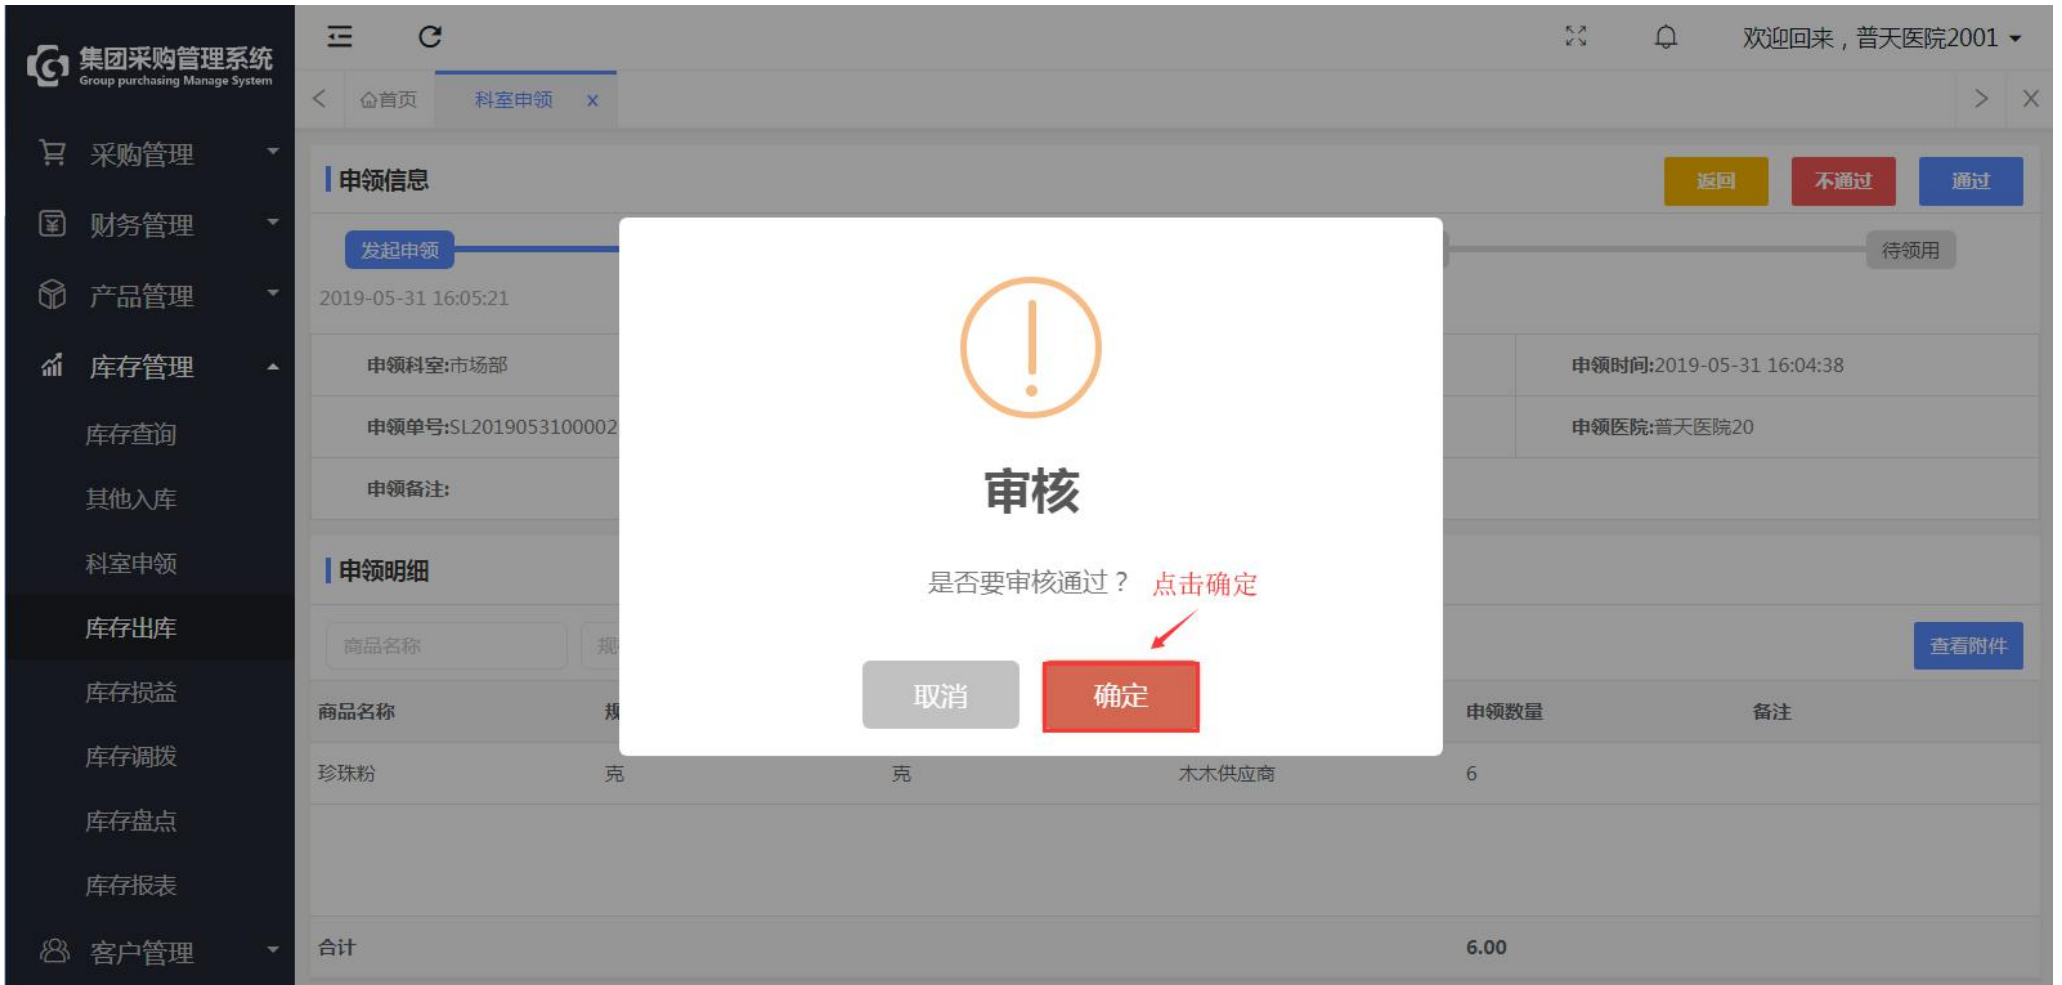 集团采购管理系统
Group purchasing Manage System
欢迎回来，普天医院2001
首页 科室申领 x
采购管理
财务管理
产品管理
库存管理
库存查询
其他入库
科室申领
库存出库
库存损益
库存调拨
库存盘点
库存报表
客户管理
申领信息
返回 不通过 通过
发起申领 待领用
2019-05-31 16:05:21
申领科室:市场部 申领时间:2019-05-31 16:04:38
申领单号:SL2019053100002 申领医院:普天医院20
申领备注:
审核
是否要审核通过？ 点击确定
取消 确定
申领明细
商品名称 查看附件
商品名称 规 申领数量 备注
珍珠粉 克 克 木木供应商 6
合计 6.00